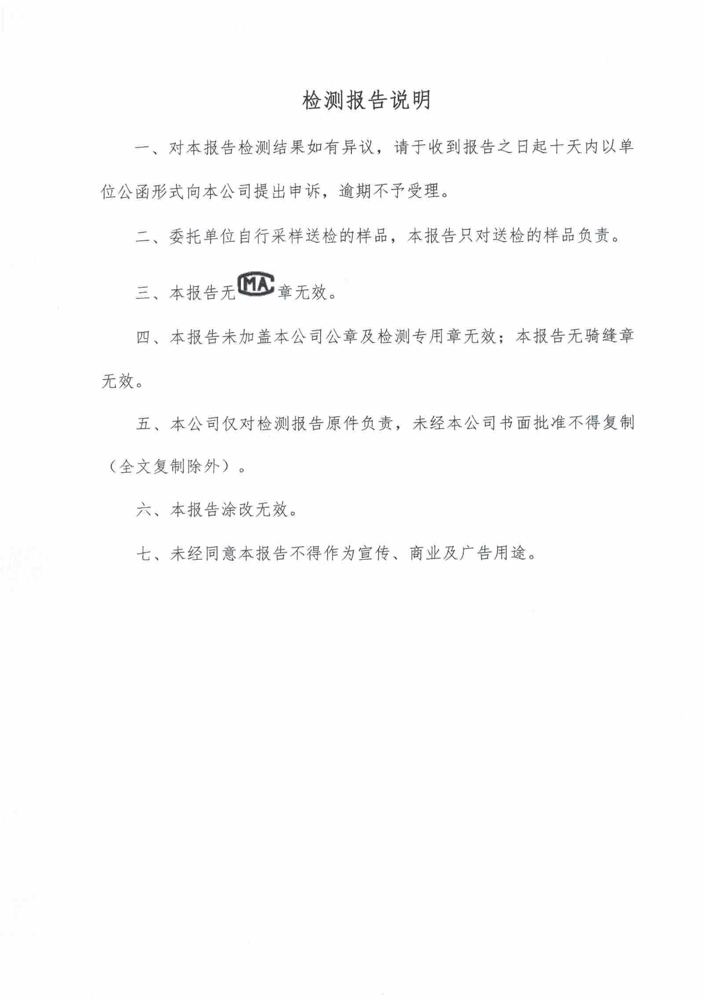 检测报告说明
一、对本报告检测结果如有异议，请于收到报告之日起十天内以单
位公函形式向本公司提出申诉，逾期不予受理。
二、委托单位自行采样送检的样品，本报告只对送检的样品负责。
三、本报告无CMA章无效。
四、本报告未加盖本公司公章及检测专用章无效；本报告无骑缝章
无效。
五、本公司仅对检测报告原件负责，未经本公司书面批准不得复制
（全文复制除外）。
六、本报告涂改无效。
七、未经同意本报告不得作为宣传、商业及广告用途。